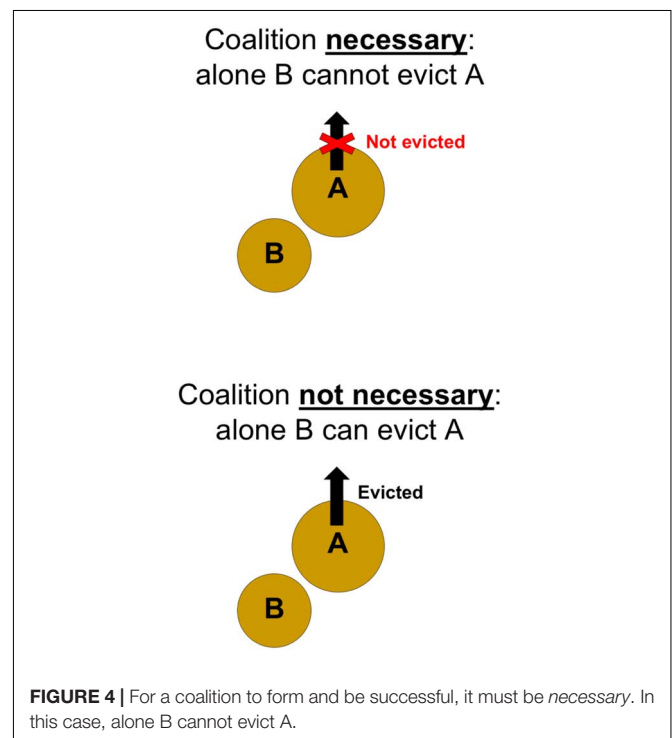 Coalition necessary:
alone B cannot evict A
Not evicted
A
B
Coalition not necessary:
alone B can evict A
Evicted
A
B
FIGURE 4 | For a coalition to form and be successful, it must be necessary. In
this case, alone B cannot evict A.